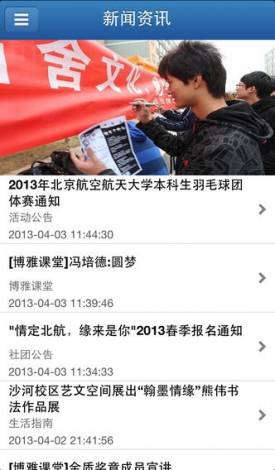 新闻资讯
舍文化
2013年北京航空航天大学本科生羽毛球团
体赛通知
活动公告
2013-04-03 11:44:30
[博雅课堂]冯培德:圆梦
博雅课堂
2013-04-03 11:39:46
"情定北航，缘来是你"2013春季报名通知
社团公告
2013-04-03 11:34:10
沙河校区艺文空间展出“翰墨情缘”熊伟书
法作品展
生活指南
2013-04-02 21:41:56
[博雅课堂]金质奖章成员宣讲